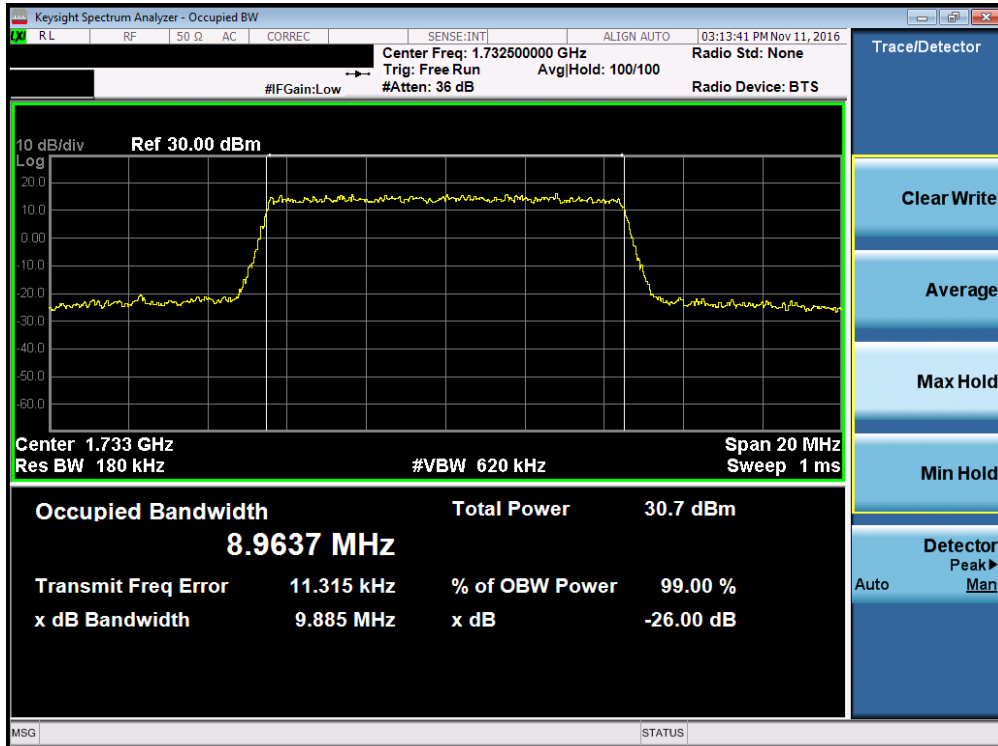 Keysight Spectrum Analyzer - Occupied BW
LXI RL RF 50 Ω AC CORREC SENSE:INT ALIGN AUTO 03:13:41 PM Nov 11, 2016
Center Freq: 1.732500000 GHz Radio Std: None
Trig: Free Run Avg|Hold: 100/100
#IFGain:Low #Atten: 36 dB Radio Device: BTS
Trace/Detector
10 dB/div Ref 30.00 dBm
Log
20.0
10.0
0.00
-10.0
-20.0
-30.0
-40.0
-50.0
-60.0
Center 1.733 GHz Span 20 MHz
Res BW 180 kHz #VBW 620 kHz Sweep 1 ms
Occupied Bandwidth Total Power 30.7 dBm
8.9637 MHz
Transmit Freq Error 11.315 kHz % of OBW Power 99.00 %
x dB Bandwidth 9.885 MHz x dB -26.00 dB
Clear Write
Average
Max Hold
Min Hold
Detector
Peak▶
Auto Man
MSG STATUS